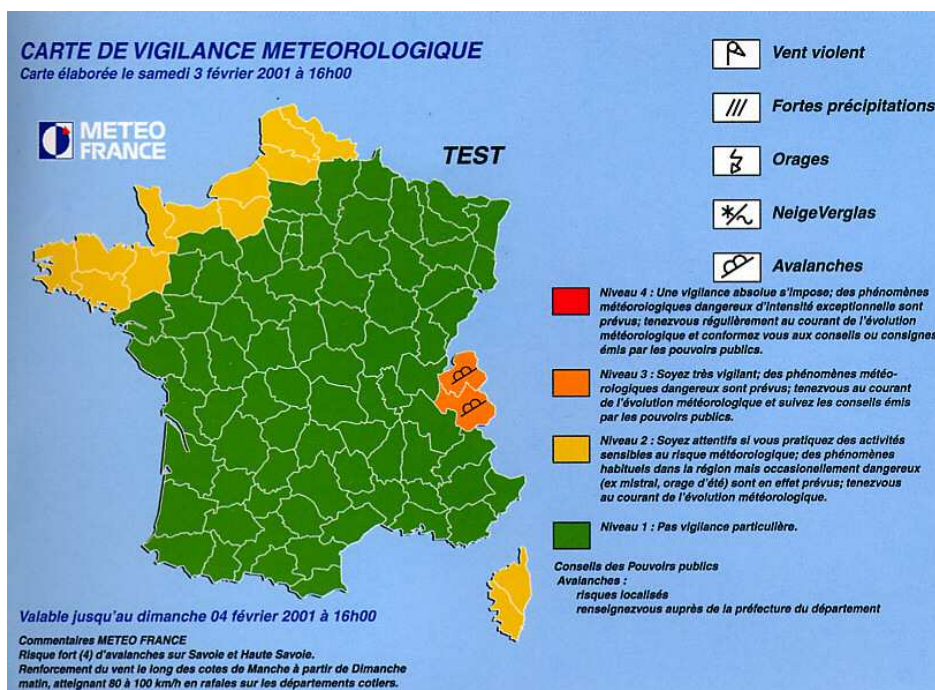 CARTE DE VIGILANCE METEOROLOGIQUE
Carte élaborée le samedi 3 février 2001 à 16h00
METEO
FRANCE
TEST
Vent violent
Fortes précipitations
Orages
NeigeVerglas
Avalanches
Niveau 4 : Une vigilance absolue s'impose; des phénomènes
météorologiques dangereux d'intensité exceptionnelle sont
prévus; tenezvous régulièrement au courant de l'évolution
météorologique et conformez vous aux conseils ou consignes
émis par les pouvoirs publics.
Niveau 3 : Soyez très vigilant; des phénomènes météo-
rologiques dangereux sont prévus; tenezvous au courant
de l'évolution météorologique et suivez les conseils émis
par les pouvoirs publics.
Niveau 2 : Soyez attentifs si vous pratiquez des activités
sensibles au risque météorologique; des phénomènes
habituels dans la région mais occasionellement dangereux
(ex mistral, orage d'été) sont en effet prévus; tenezvous
au courant de l'évolution météorologique.
Niveau 1 : Pas vigilance particulière.
Conseils des Pouvoirs publics
Avalanches :
risques localisés
renseignezvous auprès de la préfecture du département
Valable jusqu'au dimanche 04 février 2001 à 16h00
Commentaires METEO FRANCE
Risque fort (4) d'avalanches sur Savoie et Haute Savoie.
Renforcement du vent le long des cotes de Manche à partir de Dimanche
matin, atteignant 80 à 100 km/h en rafales sur les départements cotiers.